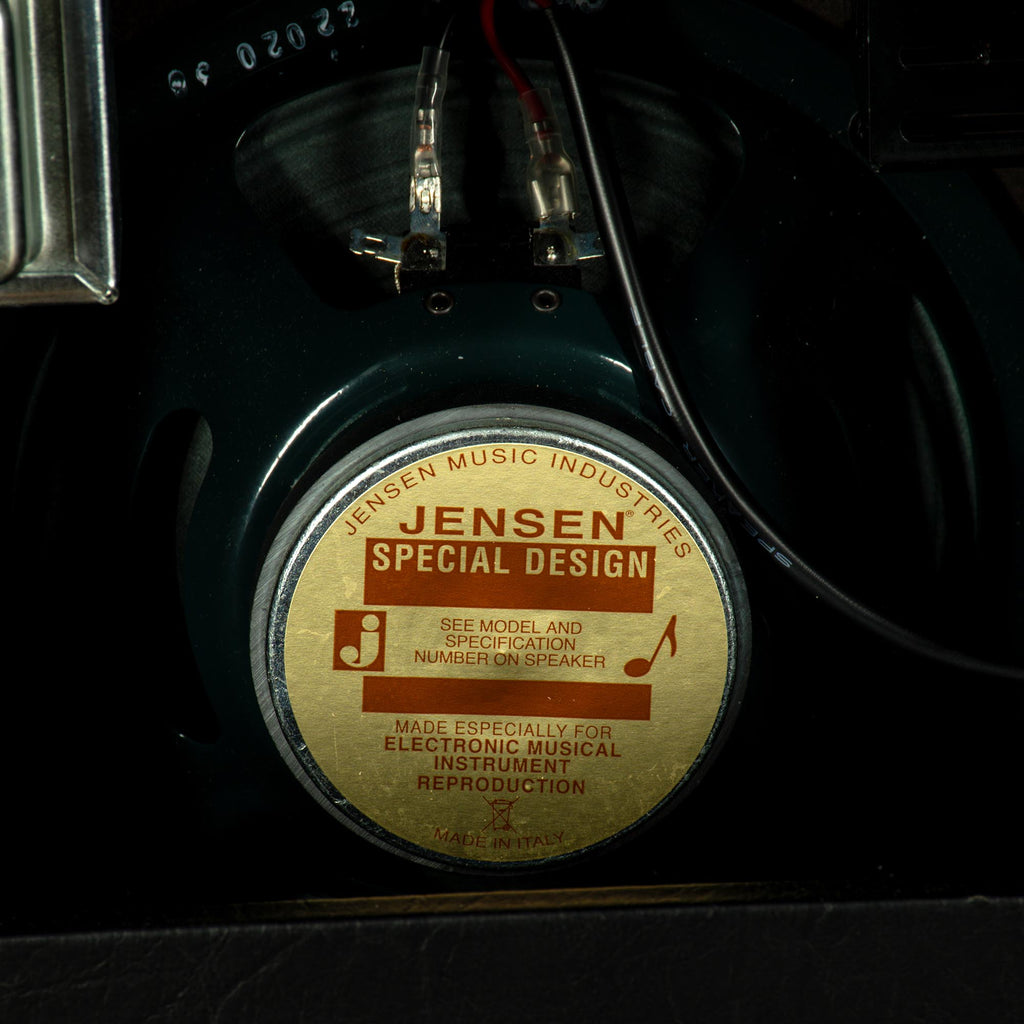 JENSEN MUSIC INDUSTRIES
JENSEN®
SPECIAL DESIGN
j
SEE MODEL AND
SPECIFICATION
NUMBER ON SPEAKER
MADE ESPECIALLY FOR
ELECTRONIC MUSICAL
INSTRUMENT
REPRODUCTION
MADE IN ITALY